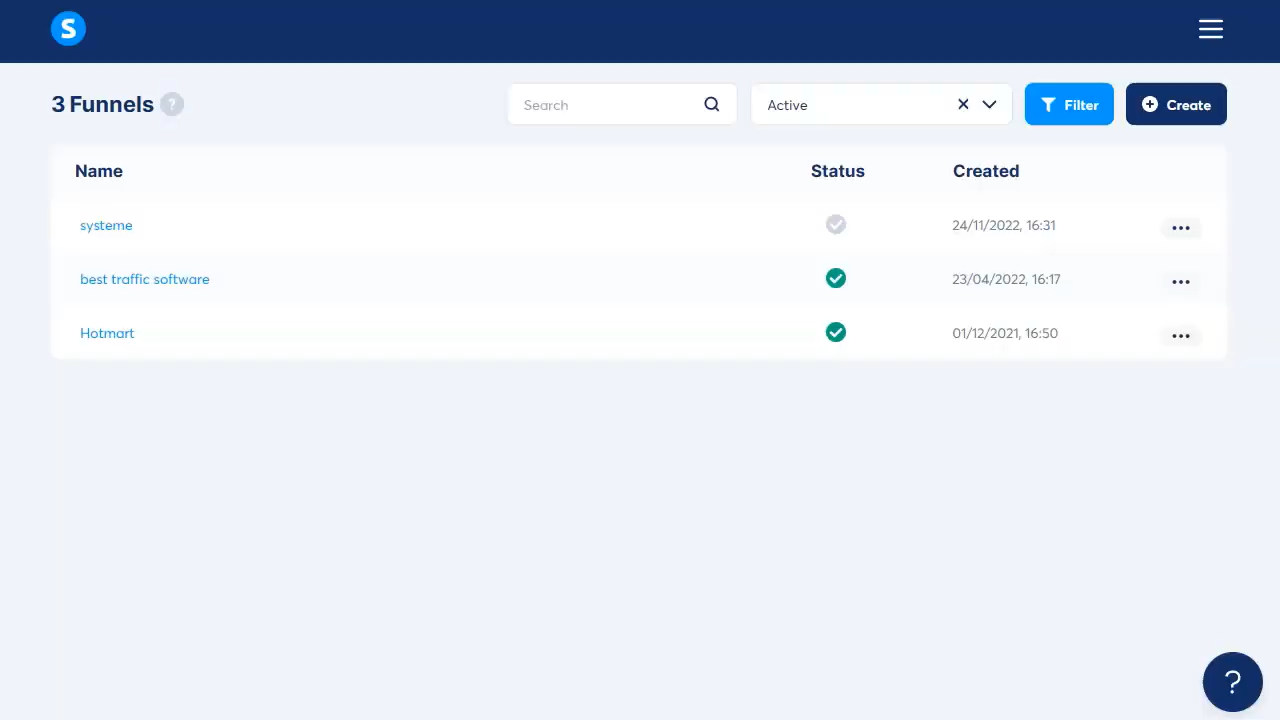 S
3 Funnels ?
Search
Active
Filter
Create
Name Status Created
systeme 24/11/2022, 16:31
best traffic software 23/04/2022, 16:17
Hotmart 01/12/2021, 16:50
?